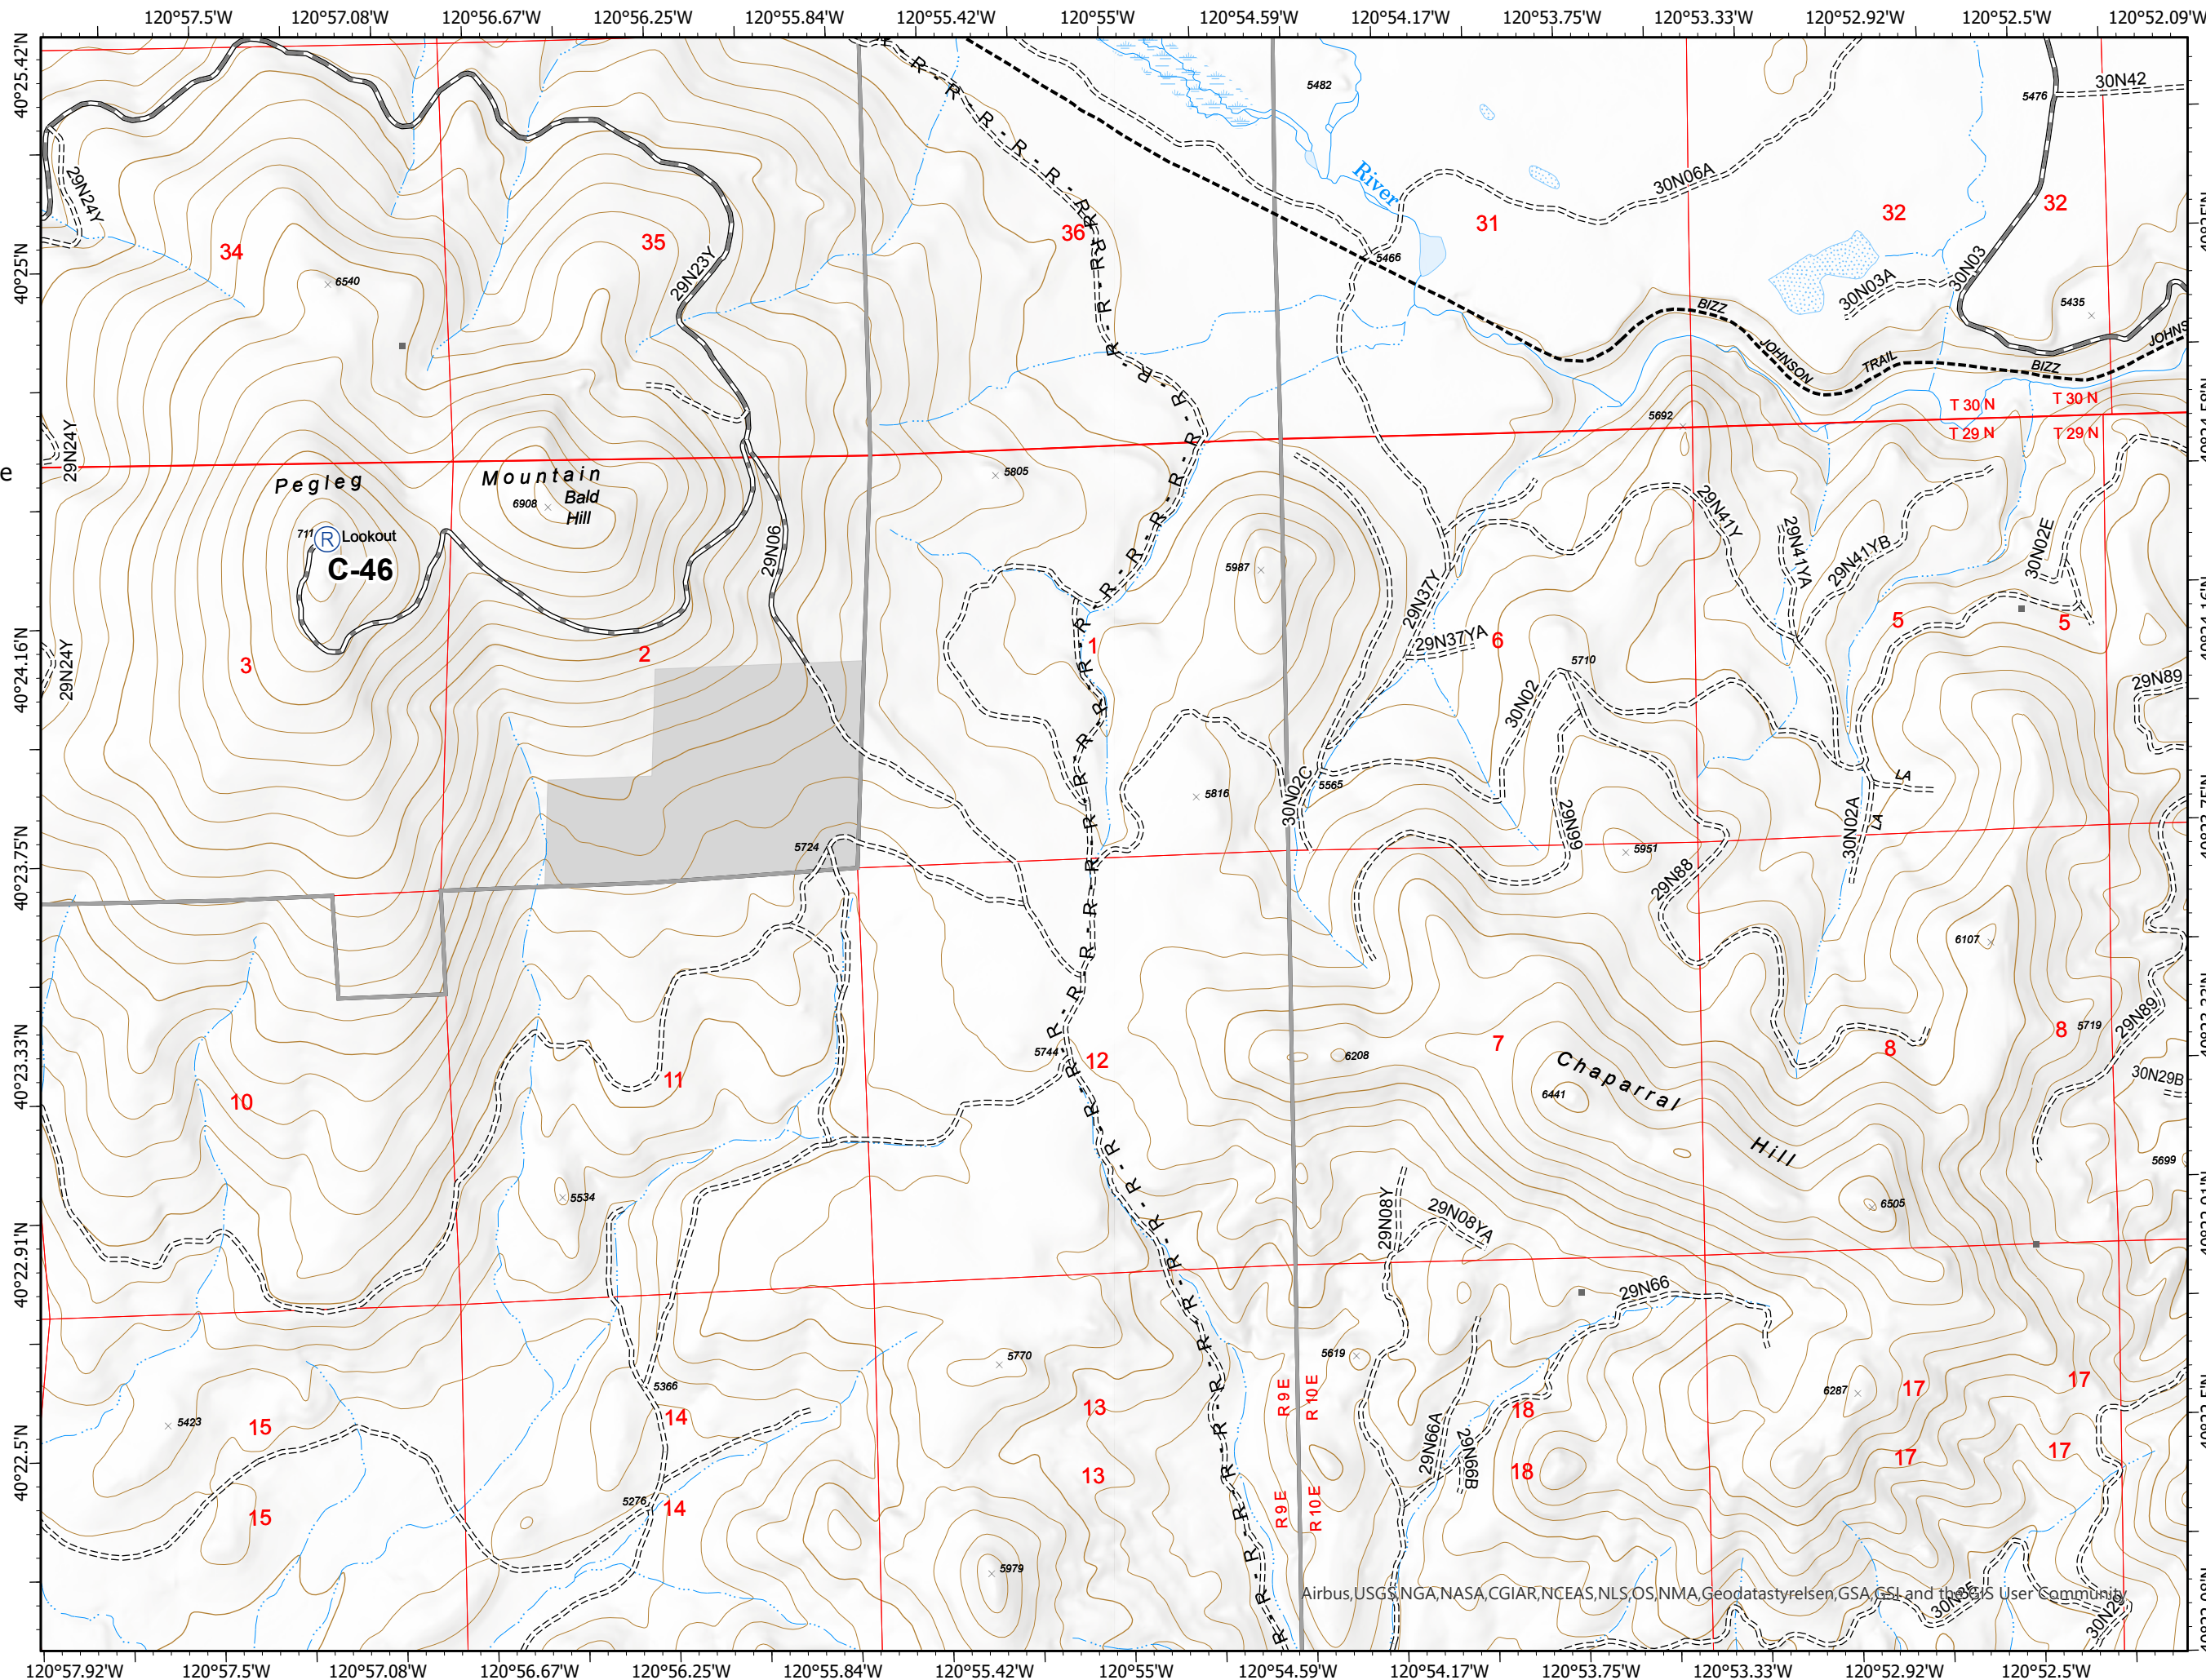 120°57.5'W 120°57.08'W 120°56.67'W 120°56.25'W 120°55.84'W 120°55.42'W 120°55'W 120°54.59'W 120°54.17'W 120°53.75'W 120°53.33'W 120°52.92'W 120°52.5'W 120°52.09'W
40°25.42'N
40°25'N
40°24.16'N
40°23.75'N
40°23.33'N
40°22.91'N
40°22.5'N
e
5482
5476
30N42
River
30N06A
29N24Y
34
35
36
31
32
32
29N23Y
6540
5466
30N03
30N03A
5435
BIZZ
JOHNSON
TRAIL
BIZZ
T 30 N
T 30 N
T 29 N
T 29 N
5692
29N24Y
Pegleg
Mountain
6908
Bald
Hill
5805
R
Lookout
C-46
29N06
5987
29N41Y
29N41YA
29N41YB
30N02E
29N37Y
29N37YA
29N24Y
3
2
1
6
5
5
5710
30N02
29N89
5816
30N02C
5565
29N69
LA
LA
30N02A
5724
5951
29N88
6107
5744
12
6208
7
8
8
5719
29N89
Chaparral
Hill
6441
30N29B
10
11
5534
29N08Y
29N08YA
6505
5699
29N66
5770
5619
R 9 E
R 10 E
6287
17
17
5366
14
13
18
5423
15
29N66A
29N66B
17
17
13
18
5276
14
15
R 9 E
R 10 E
5979
Airbus,USGS,NGA,NASA,CGIAR,NCEAS,NLS,OS,NMA,Geodatastyrelsen,GSA,GSI and the GIS User Community
120°57.92'W 120°57.5'W 120°57.08'W 120°56.67'W 120°56.25'W 120°55.84'W 120°55.42'W 120°55'W 120°54.59'W 120°54.17'W 120°53.75'W 120°53.33'W 120°52.92'W 120°52.5'W